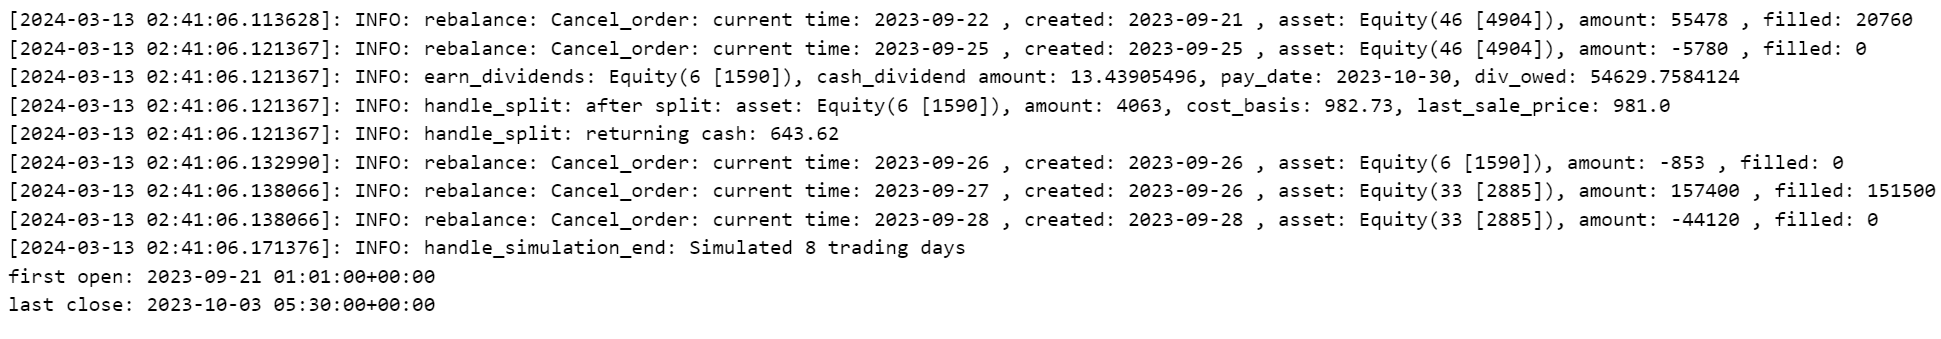 [2024-03-13 02:41:06.113628]: INFO: rebalance: Cancel_order: current time: 2023-09-22 , created: 2023-09-21 , asset: Equity(46 [4904]), amount: 55478 , filled: 20760
[2024-03-13 02:41:06.121367]: INFO: rebalance: Cancel_order: current time: 2023-09-25 , created: 2023-09-25 , asset: Equity(46 [4904]), amount: -5780 , filled: 0
[2024-03-13 02:41:06.121367]: INFO: earn_dividends: Equity(6 [1590]), cash_dividend amount: 13.43905496, pay_date: 2023-10-30, div_owed: 54629.7584124
[2024-03-13 02:41:06.121367]: INFO: handle_split: after split: asset: Equity(6 [1590]), amount: 4063, cost_basis: 982.73, last_sale_price: 981.0
[2024-03-13 02:41:06.121367]: INFO: handle_split: returning cash: 643.62
[2024-03-13 02:41:06.132990]: INFO: rebalance: Cancel_order: current time: 2023-09-26 , created: 2023-09-26 , asset: Equity(6 [1590]), amount: -853 , filled: 0
[2024-03-13 02:41:06.138066]: INFO: rebalance: Cancel_order: current time: 2023-09-27 , created: 2023-09-26 , asset: Equity(33 [2885]), amount: 157400 , filled: 151500
[2024-03-13 02:41:06.138066]: INFO: rebalance: Cancel_order: current time: 2023-09-28 , created: 2023-09-28 , asset: Equity(33 [2885]), amount: -44120 , filled: 0
[2024-03-13 02:41:06.171376]: INFO: handle_simulation_end: Simulated 8 trading days
first open: 2023-09-21 01:01:00+00:00
last close: 2023-10-03 05:30:00+00:00